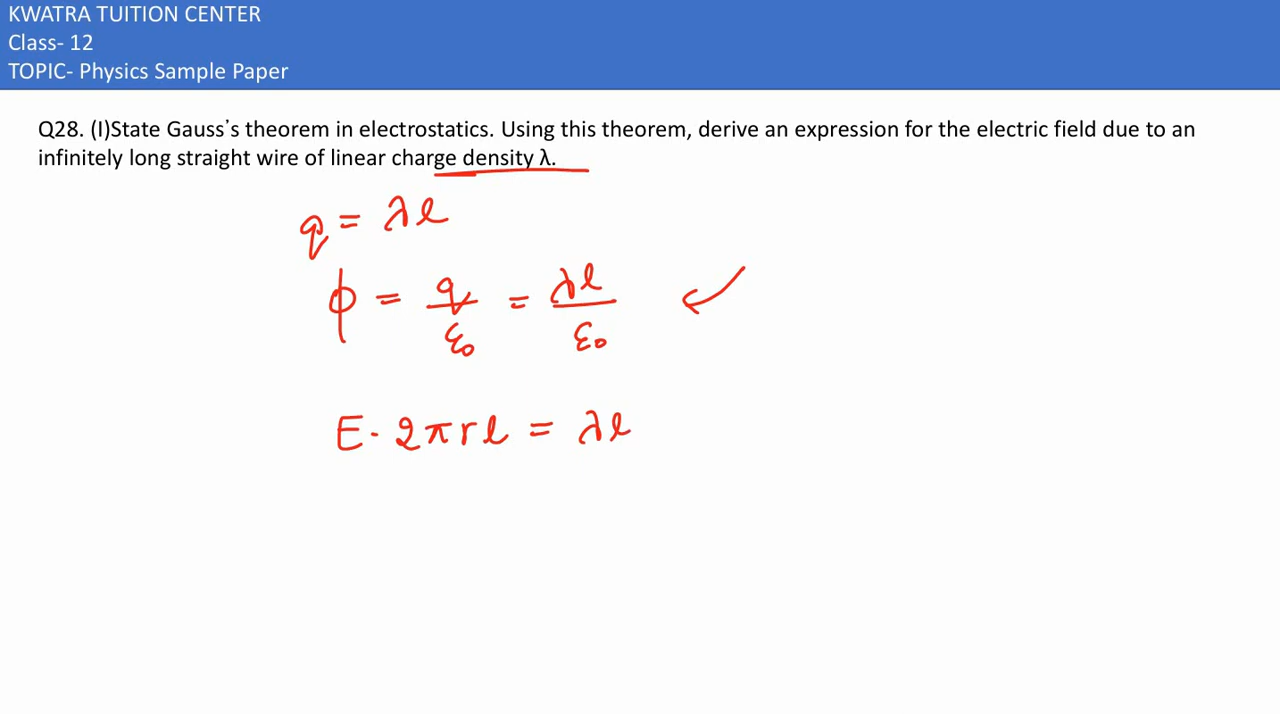 KWATRA TUITION CENTER
Class- 12
TOPIC- Physics Sample Paper
Q28. (I)State Gauss's theorem in electrostatics. Using this theorem, derive an expression for the electric field due to an
infinitely long straight wire of linear charge density λ.
q = λl
ϕ = q/ε₀ = λl/ε₀
E · 2πrl = λl